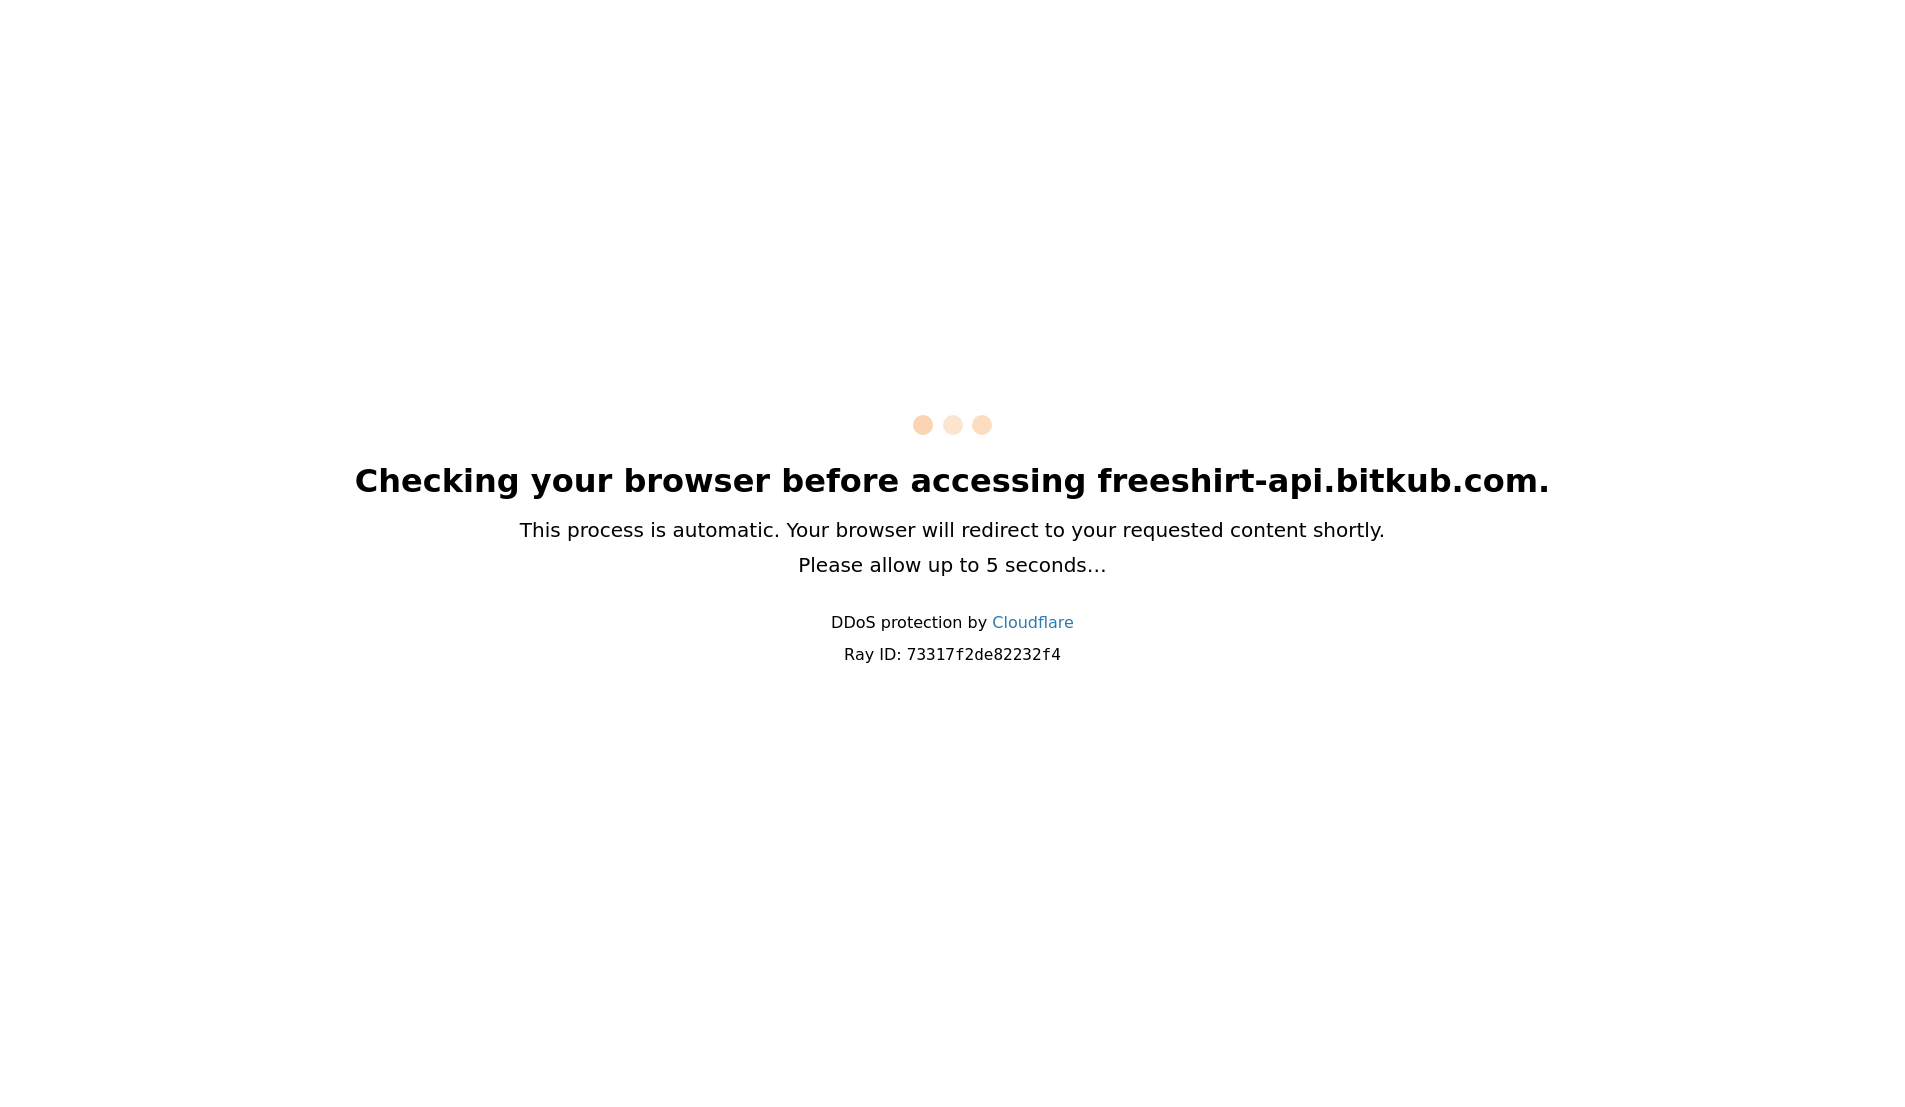 Checking your browser before accessing freeshirt-api.bitkub.com.
This process is automatic. Your browser will redirect to your requested content shortly.
Please allow up to 5 seconds…
DDoS protection by Cloudflare
Ray ID: 73317f2de82232f4